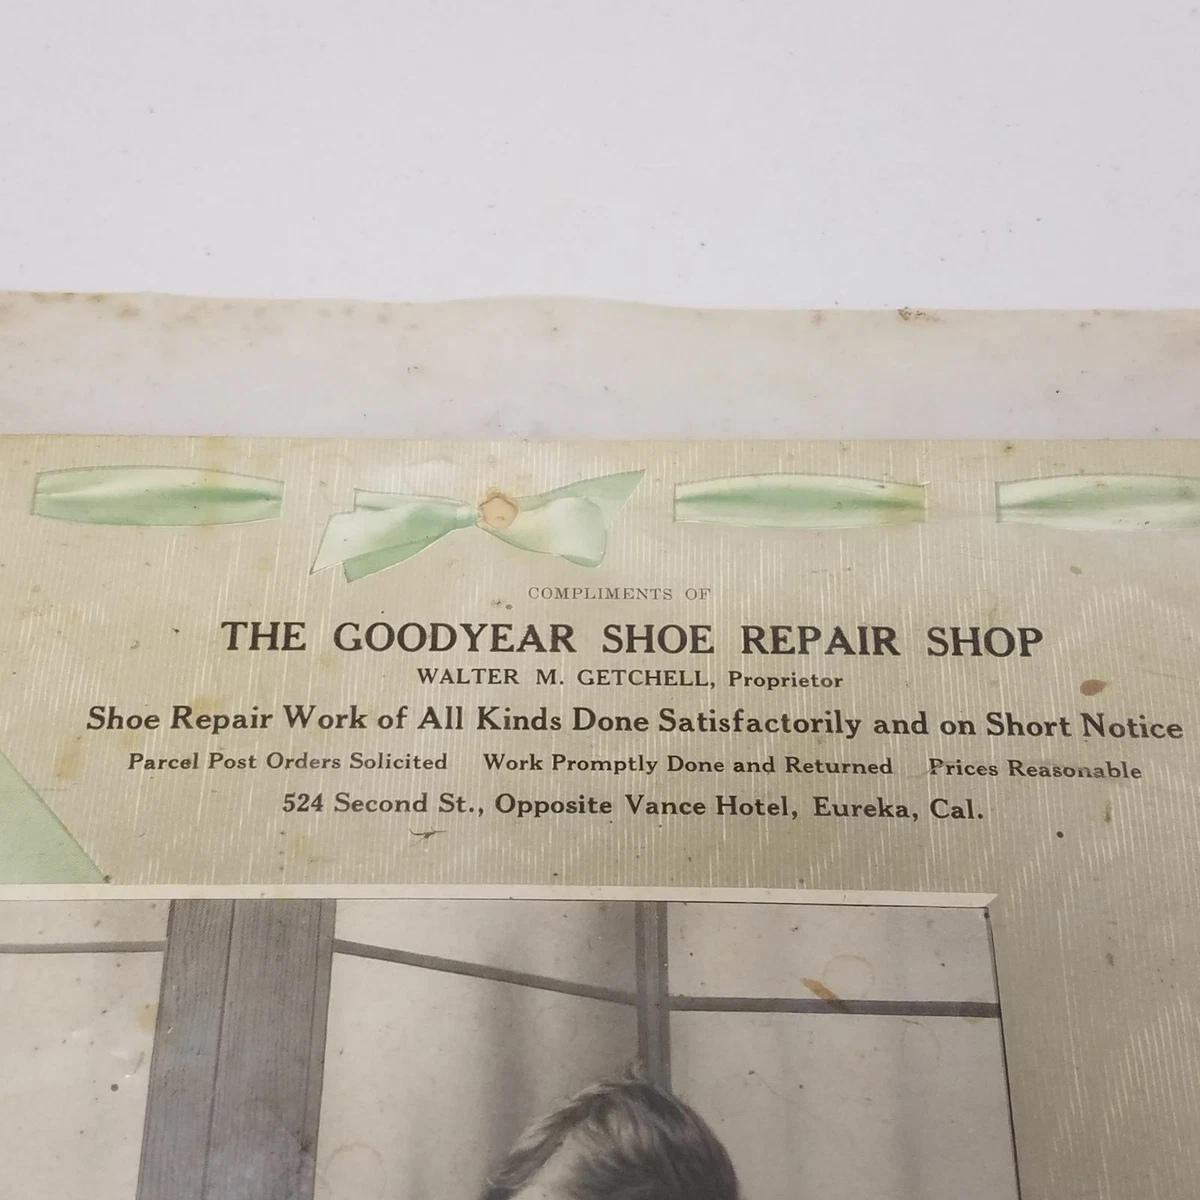 COMPLIMENTS OF
THE GOODYEAR SHOE REPAIR SHOP
WALTER M. GETCHELL, Proprietor
Shoe Repair Work of All Kinds Done Satisfactorily and on Short Notice
Parcel Post Orders Solicited Work Promptly Done and Returned Prices Reasonable
524 Second St., Opposite Vance Hotel, Eureka, Cal.